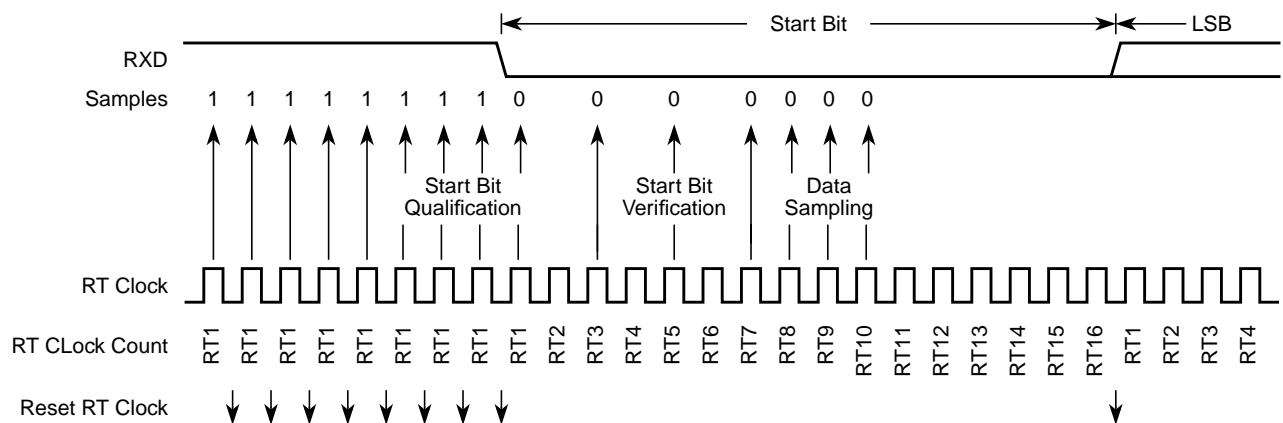 Start Bit LSB
RXD
Samples 1 1 1 1 1 1 1 1 0 0 0 0 0 0 0
Start Bit Qualification Start Bit Verification Data Sampling
RT Clock
RT CLock Count RT1 RT1 RT1 RT1 RT1 RT1 RT1 RT1 RT1 RT2 RT3 RT4 RT5 RT6 RT7 RT8 RT9 RT10 RT11 RT12 RT13 RT14 RT15 RT16 RT1 RT2 RT3 RT4
Reset RT Clock